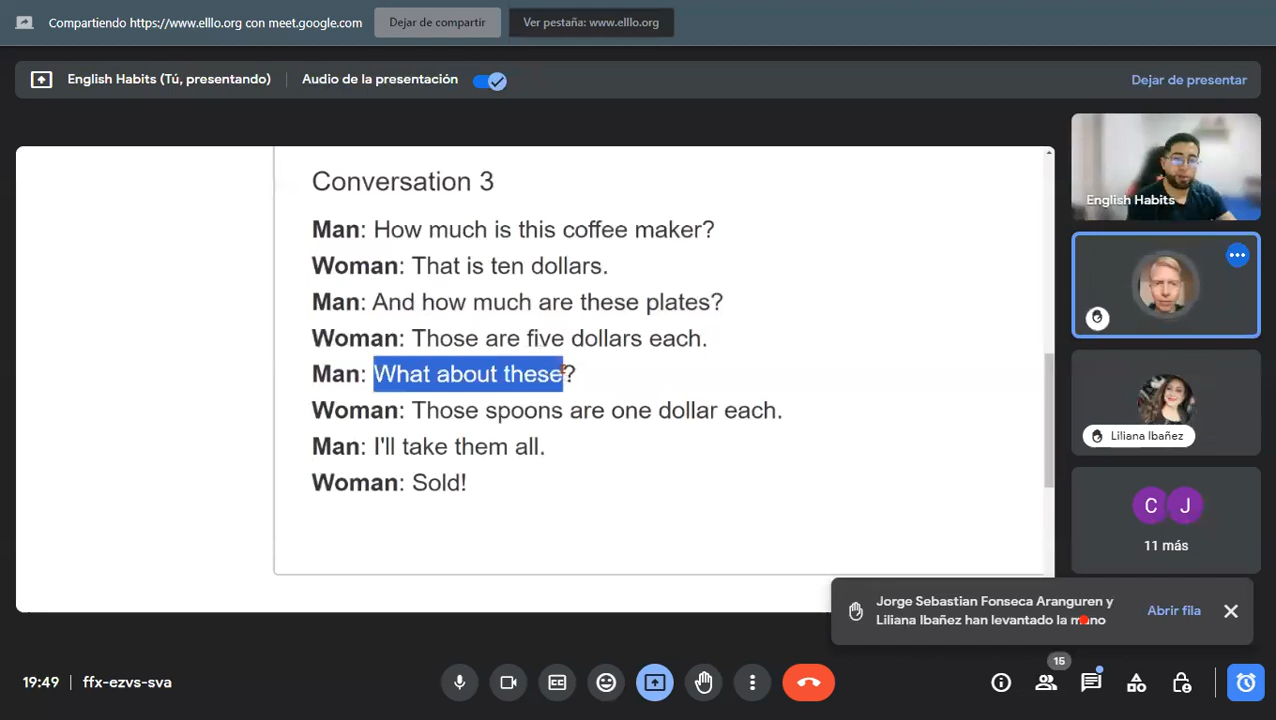 Compartiendo https://www.elllo.org con meet.google.com
Dejar de compartir
Ver pestaña: www.elllo.org
English Habits (Tú, presentando)
Audio de la presentación
Dejar de presentar
Conversation 3
Man: How much is this coffee maker?
Woman: That is ten dollars.
Man: And how much are these plates?
Woman: Those are five dollars each.
Man: What about these?
Woman: Those spoons are one dollar each.
Man: I'll take them all.
Woman: Sold!
English Habits
Liliana Ibañez
C
J
11 más
Jorge Sebastian Fonseca Aranguren y
Liliana Ibañez han levantado la mano
Abrir fila
19:49
ffx-ezvs-sva
15